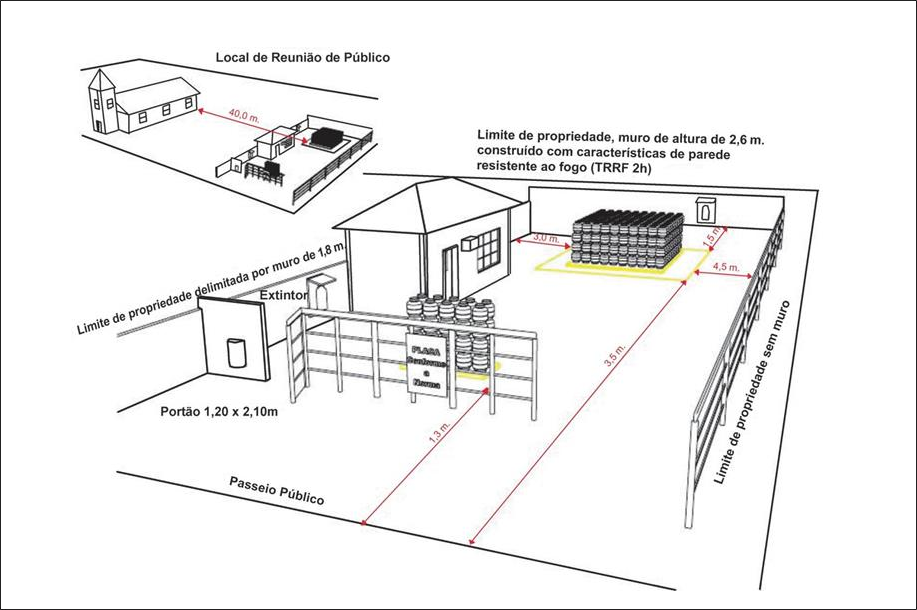 Local de Reunião de Público
40,0 m.
Limite de propriedade, muro de altura de 2,6 m.
construído com características de parede
resistente ao fogo (TRRF 2h)
Limite de propriedade delimitada por muro de 1,8 m.
3,0 m.
1,5 m.
4,5 m.
Extintor
PLACA
Conforme
a
Norma
3,5 m.
Limite de propriedade sem muro
Portão 1,20 x 2,10m
1,3 m.
Passeio Público